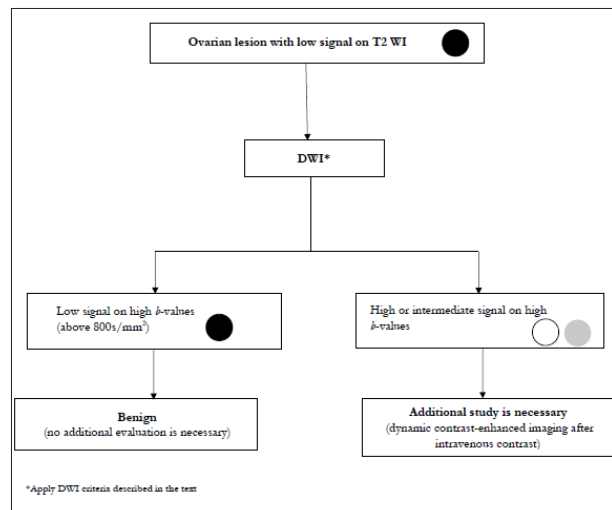 Ovarian lesion with low signal on T2 WI
DWI*
Low signal on high b-values
(above 800s/mm²)
High or intermediate signal on high
b-values
Benign
(no additional evaluation is necessary)
Additional study is necessary
(dynamic contrast-enhanced imaging after
intravenous contrast)
*Apply DWI criteria described in the text